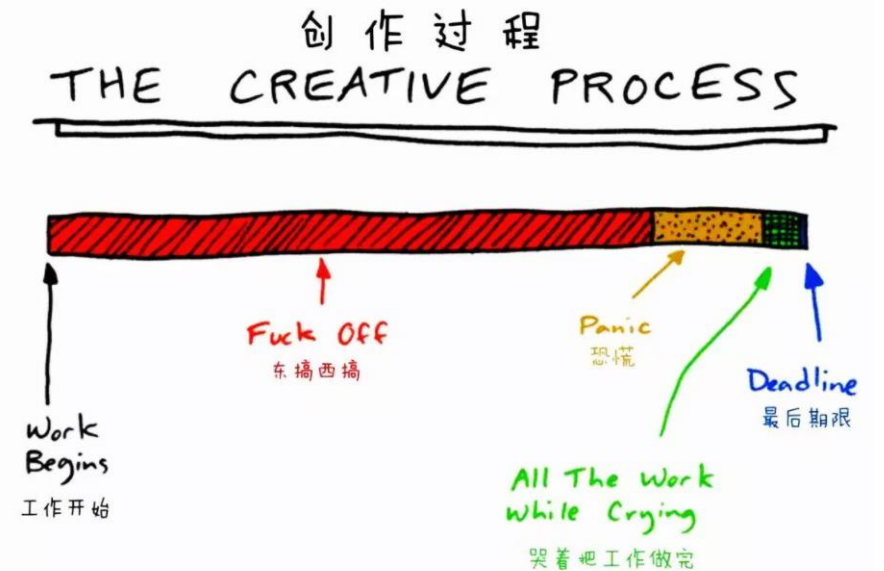 创作过程
THE CREATIVE PROCESS
Fuck Off
东搞西搞
Panic
恐慌
Deadline
最后期限
Work
Begins
工作开始
All The Work
While Crying
哭着把工作做完